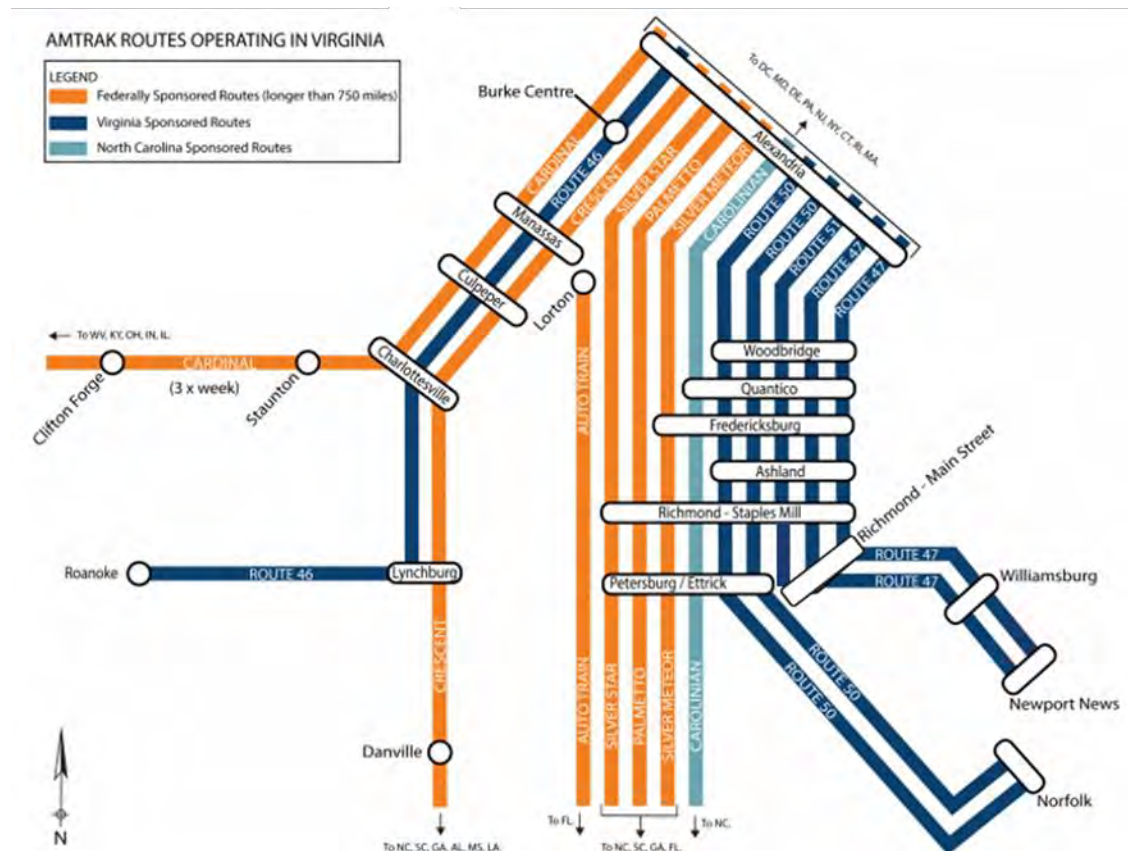 AMTRAK ROUTES OPERATING IN VIRGINIA
LEGEND
Federally Sponsored Routes (longer than 750 miles)
Virginia Sponsored Routes
North Carolina Sponsored Routes
Burke Centre
To DC, MD, DE, PA, NJ, NY, CT, RI, MA.
Alexandria
CARDINAL
ROUTE 46
CRESCENT
SILVER STAR
PALMETTO
SILVER METEOR
CAROLINIAN
ROUTE 50
ROUTE 50
ROUTE 51
ROUTE 47
ROUTE 47
Manassas
Culpeper
Lorton
To WV, KY, OH, IN, IL.
CARDINAL
(3 x week)
Clifton Forge
Staunton
Charlottesville
AUTO TRAIN
Woodbridge
Quantico
Fredericksburg
Ashland
Richmond - Staples Mill
Richmond - Main Street
Roanoke
ROUTE 46
Lynchburg
Petersburg / Ettrick
ROUTE 47
ROUTE 47
Williamsburg
Newport News
CRESCENT
AUTO TRAIN
SILVER STAR
PALMETTO
SILVER METEOR
CAROLINIAN
ROUTE 50
ROUTE 50
Danville
Norfolk
N
To NC, SC, GA, AL, MS, LA.
To FL.
To NC, SC, GA, FL.
To NC.